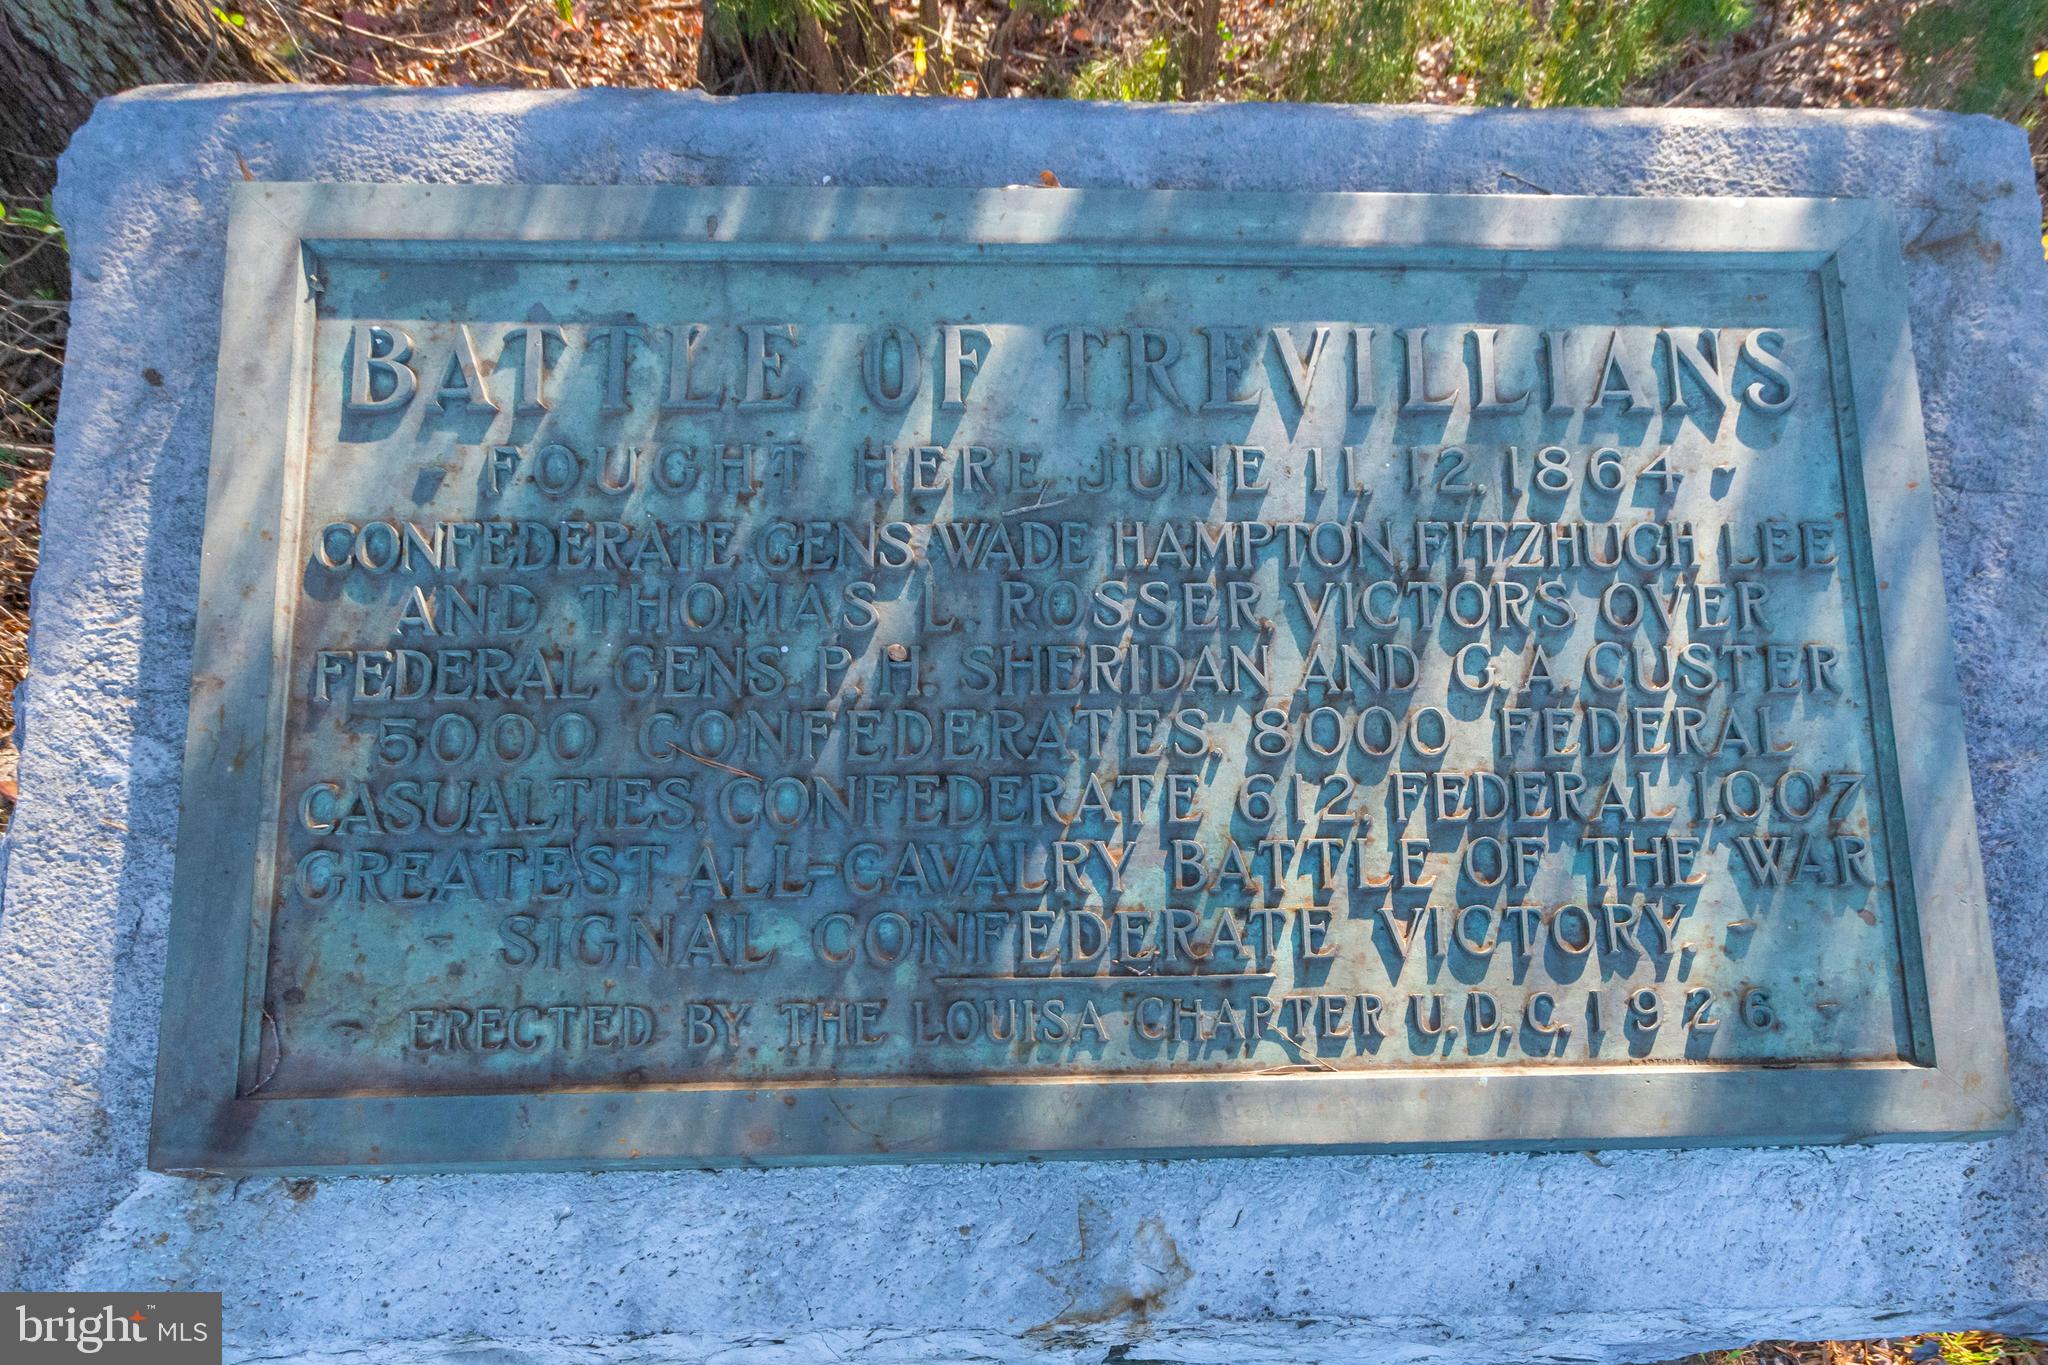 BATTLE OF TREVILLIANS
FOUGHT HERE JUNE 11, 12, 1864
CONFEDERATE GENS. WADE HAMPTON, FITZHUGH LEE
AND THOMAS L. ROSSER, VICTORS OVER
FEDERAL GENS. P. H. SHERIDAN, AND G. A. CUSTER
5000 CONFEDERATES, 8000 FEDERAL
CASUALTIES, CONFEDERATE 612, FEDERAL 1,007
GREATEST ALL-CAVALRY BATTLE OF THE WAR
- SIGNAL CONFEDERATE VICTORY. -
- ERECTED BY THE LOUISA CHAPTER U.D.C. 1926. -
bright™ MLS